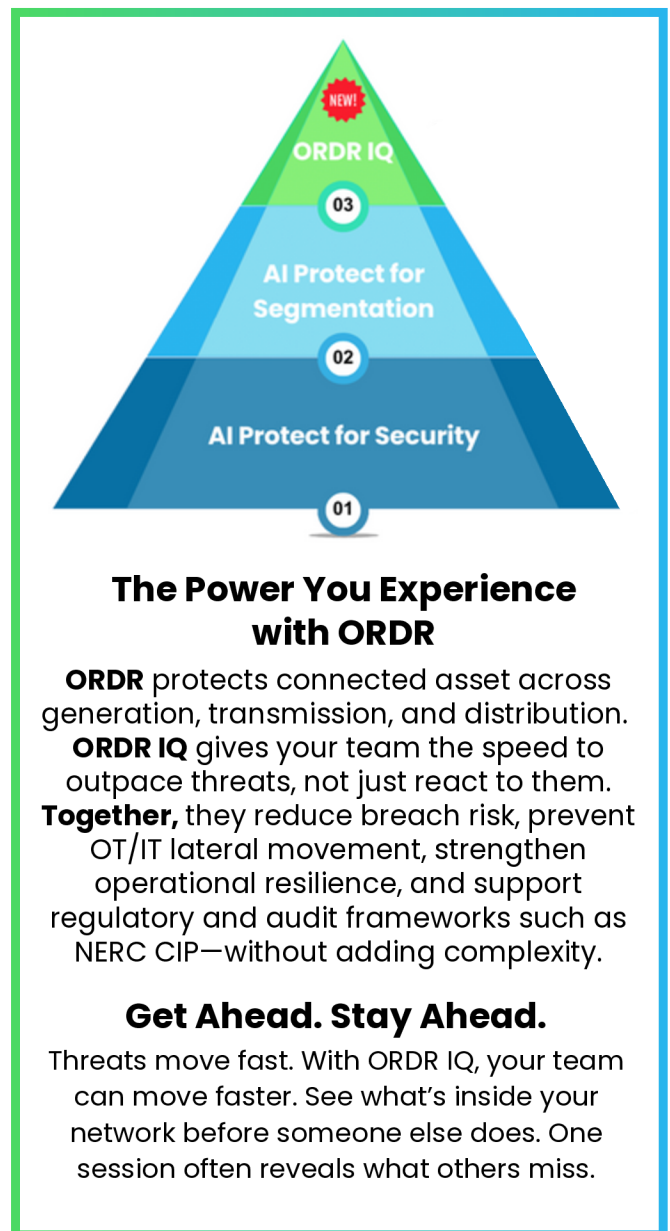 NEW!
ORDR IQ
03
AI Protect for
Segmentation
02
AI Protect for Security
01
The Power You Experience
with ORDR
ORDR protects connected asset across
generation, transmission, and distribution.
ORDR IQ gives your team the speed to
outpace threats, not just react to them.
Together, they reduce breach risk, prevent
OT/IT lateral movement, strengthen
operational resilience, and support
regulatory and audit frameworks such as
NERC CIP—without adding complexity.
Get Ahead. Stay Ahead.
Threats move fast. With ORDR IQ, your team
can move faster. See what’s inside your
network before someone else does. One
session often reveals what others miss.